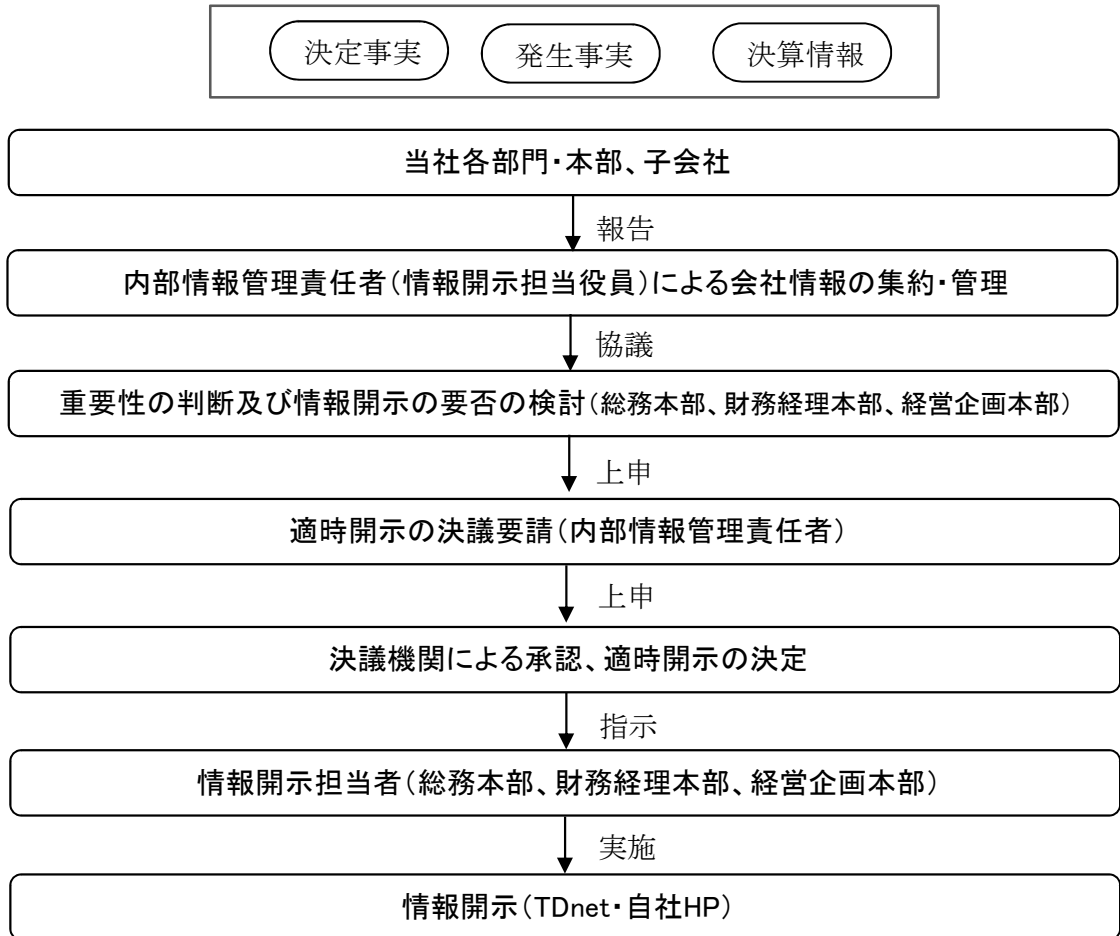 決定事実 発生事実 決算情報
当社各部門・本部、子会社
報告
内部情報管理責任者(情報開示担当役員)による会社情報の集約・管理
協議
重要性の判断及び情報開示の要否の検討(総務本部、財務経理本部、経営企画本部)
上申
適時開示の決議要請(内部情報管理責任者)
上申
決議機関による承認、適時開示の決定
指示
情報開示担当者(総務本部、財務経理本部、経営企画本部)
実施
情報開示(TDnet・自社HP)